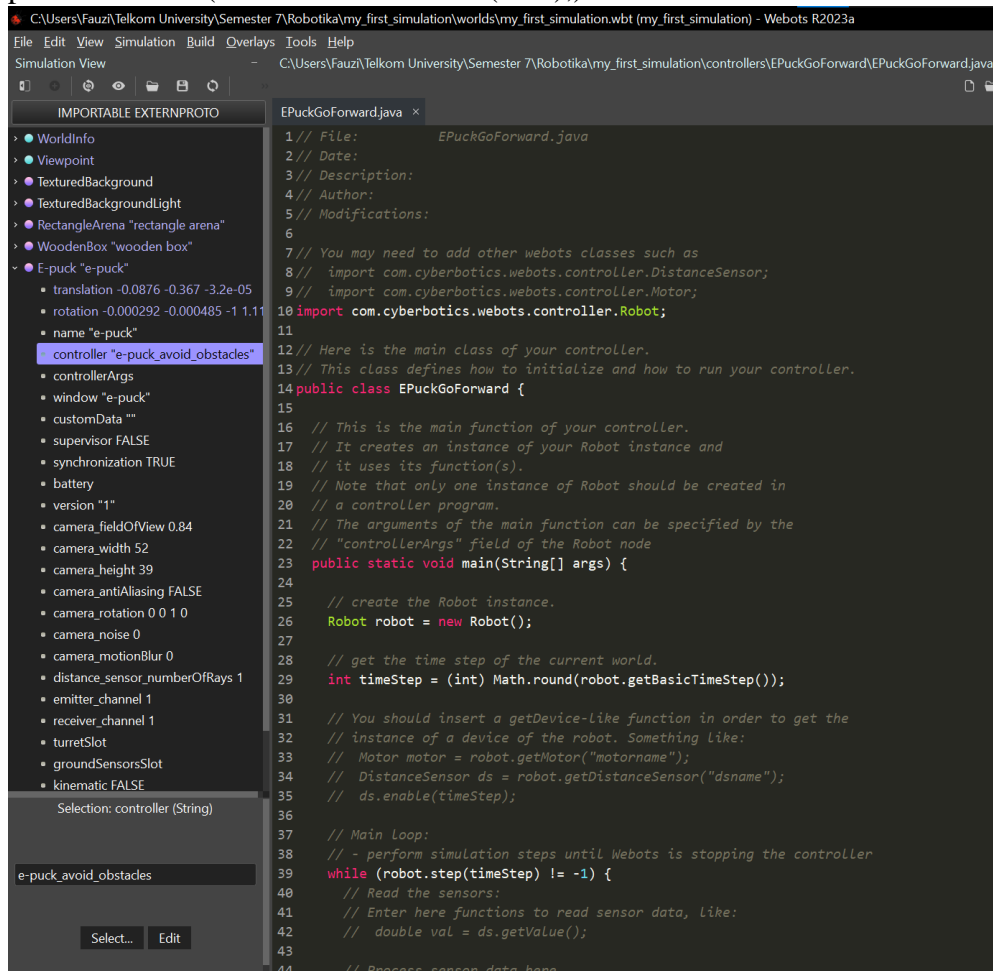 C:\Users\Fauzi\Telkom University\Semester 7\Robotika\my_first_simulation\worlds\my_first_simulation.wbt (my_first_simulation) - Webots R2023a
File Edit View Simulation Build Overlays Tools Help
Simulation View
C:\Users\Fauzi\Telkom University\Semester 7\Robotika\my_first_simulation\controllers\EPuckGoForward\EPuckGoForward.java
IMPORTABLE EXTERNPROTO
WorldInfo
Viewpoint
TexturedBackground
TexturedBackgroundLight
RectangleArena "rectangle arena"
WoodenBox "wooden box"
E-puck "e-puck"
translation -0.0876 -0.367 -3.2e-05
rotation -0.000292 -0.000485 -1 1.11
name "e-puck"
controller "e-puck_avoid_obstacles"
controllerArgs
window "e-puck"
customData ""
supervisor FALSE
synchronization TRUE
battery
version "1"
camera_fieldOfView 0.84
camera_width 52
camera_height 39
camera_antiAliasing FALSE
camera_rotation 0 0 1 0
camera_noise 0
camera_motionBlur 0
distance_sensor_numberOfRays 1
emitter_channel 1
receiver_channel 1
turretSlot
groundSensorsSlot
kinematic FALSE
Selection: controller (String)
e-puck_avoid_obstacles
Select... Edit
EPuckGoForward.java ×
1 // File: EPuckGoForward.java
2 // Date:
3 // Description:
4 // Author:
5 // Modifications:
6
7 // You may need to add other webots classes such as
8 // import com.cyberbotics.webots.controller.DistanceSensor;
9 // import com.cyberbotics.webots.controller.Motor;
10 import com.cyberbotics.webots.controller.Robot;
11
12 // Here is the main class of your controller.
13 // This class defines how to initialize and how to run your controller.
14 public class EPuckGoForward {
15
16 // This is the main function of your controller.
17 // It creates an instance of your Robot instance and
18 // it uses its function(s).
19 // Note that only one instance of Robot should be created in
20 // a controller program.
21 // The arguments of the main function can be specified by the
22 // "controllerArgs" field of the Robot node
23 public static void main(String[] args) {
24
25 // create the Robot instance.
26 Robot robot = new Robot();
27
28 // get the time step of the current world.
29 int timeStep = (int) Math.round(robot.getBasicTimeStep());
30
31 // You should insert a getDevice-like function in order to get the
32 // instance of a device of the robot. Something like:
33 // Motor motor = robot.getMotor("motorname");
34 // DistanceSensor ds = robot.getDistanceSensor("dsname");
35 // ds.enable(timeStep);
36
37 // Main loop:
38 // - perform simulation steps until Webots is stopping the controller
39 while (robot.step(timeStep) != -1) {
40 // Read the sensors:
41 // Enter here functions to read sensor data, like:
42 // double val = ds.getValue();
43
44 // Process sensor data here